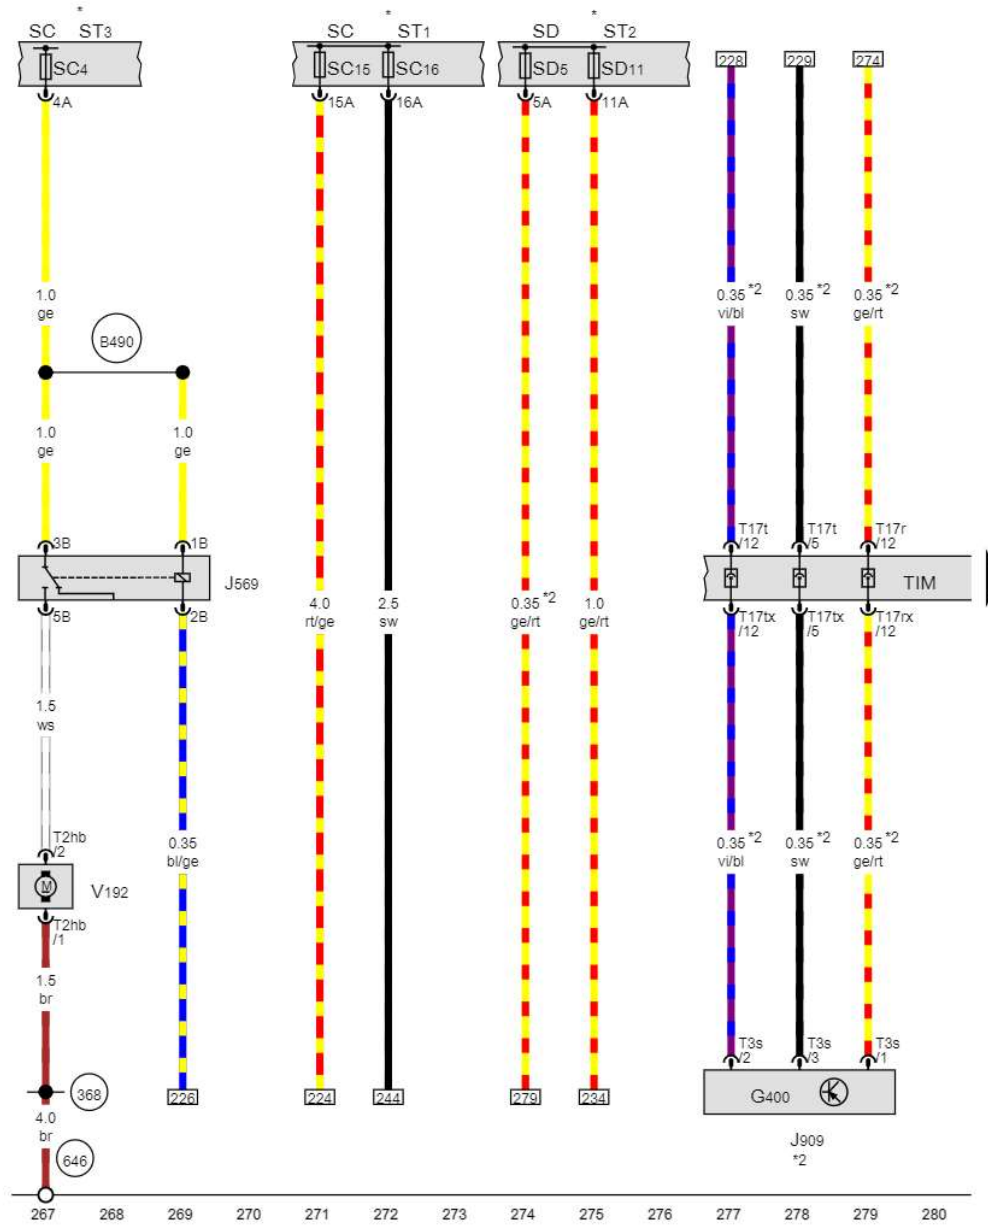 * * *
SC ST3 SC ST1 SD ST2
SC4 SC15 SC16 SD5 SD11 228 229 274
4A 15A 16A 5A 11A
1.0 0.35 *2 0.35 *2 0.35 *2
ge vi/bl sw ge/rt
B490
1.0 1.0
ge ge
T17t T17t T17r
3B 1B /12 /5 /12
J569 TIM
4.0 2.5 0.35 *2 1.0
5B 2B rt/ge sw ge/rt ge/rt T17tx T17tx T17rx
/12 /5 /12
1.5
ws
T2hb 0.35 0.35 *2 0.35 *2 0.35 *2
/2 bl/ge vi/bl sw ge/rt
M V192
T2hb
/1
1.5
br
T3s T3s T3s
/2 /3 /1
368 226 224 244 279 234 G400
4.0
br
J909
646 *2
267 268 269 270 271 272 273 274 275 276 277 278 279 280